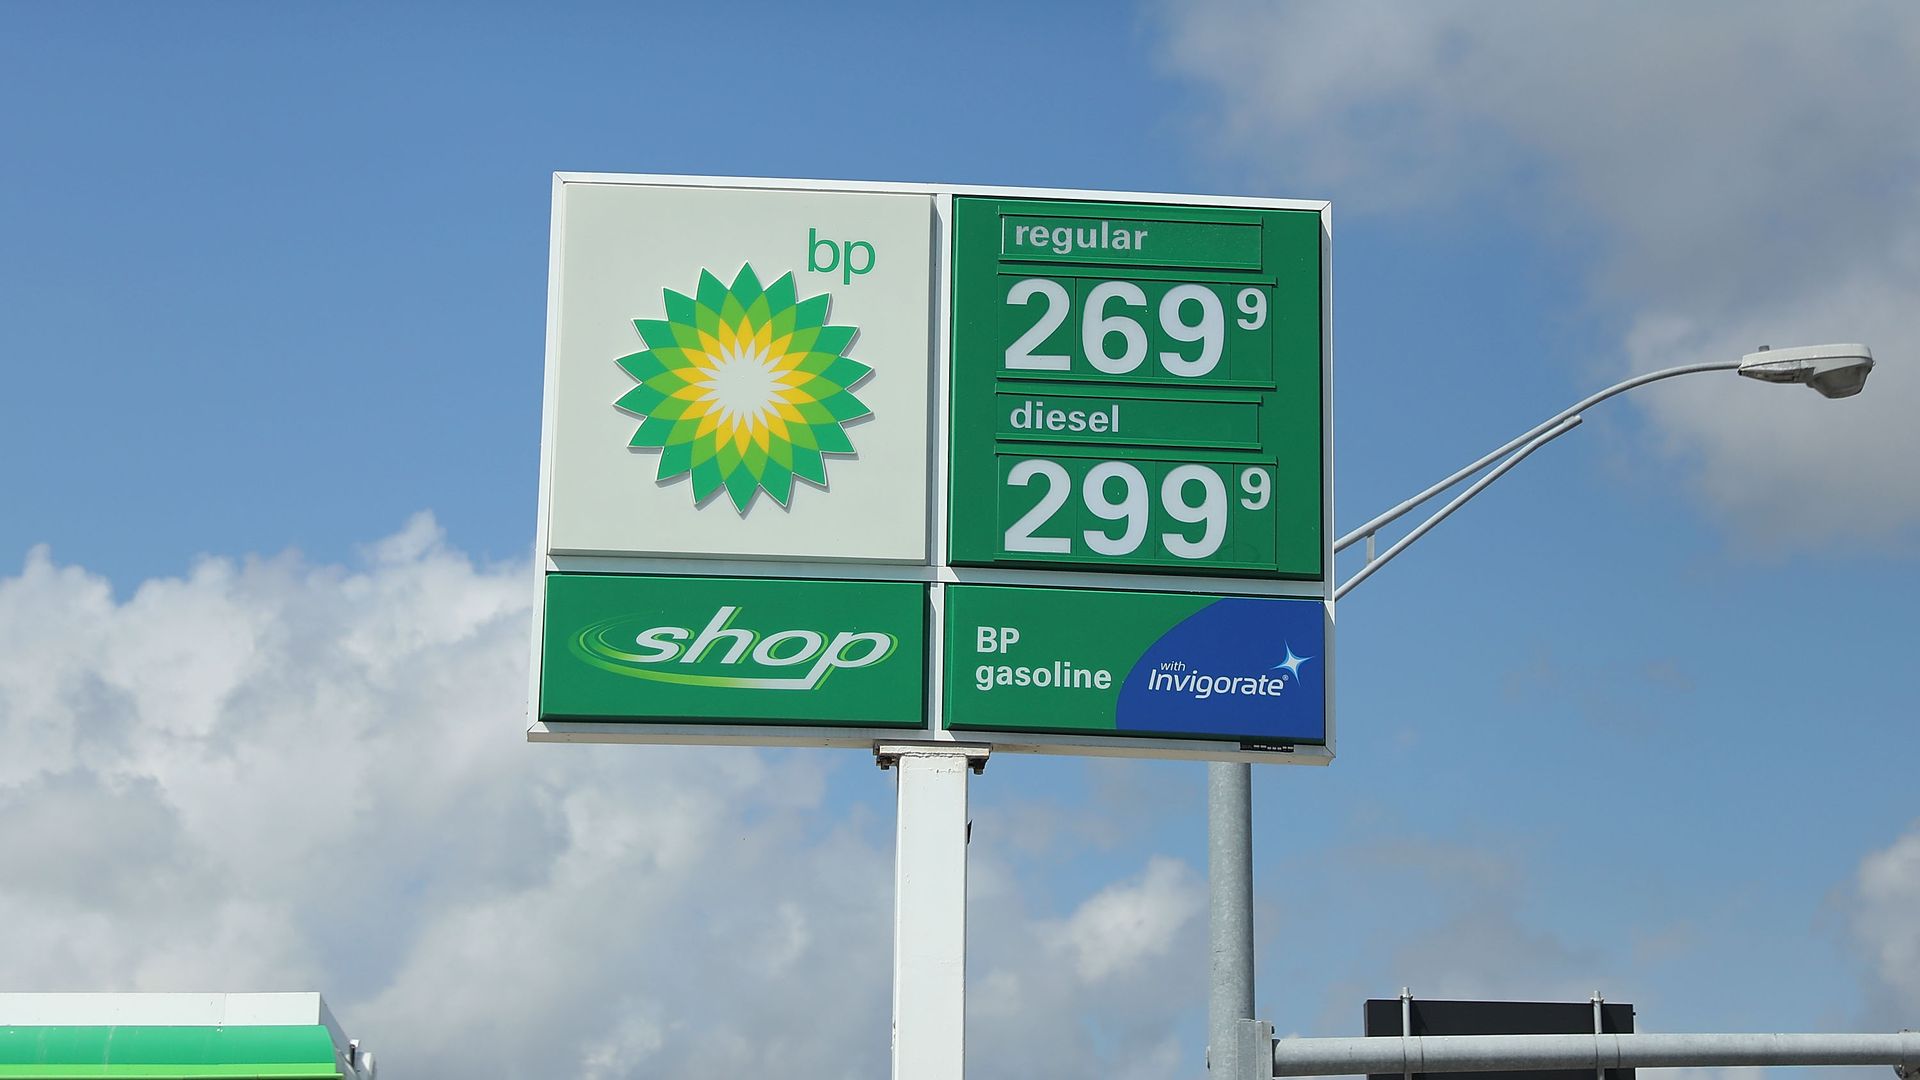 bp
regular
269 9
diesel
299 9
shop
BP
gasoline
with
Invigorate®